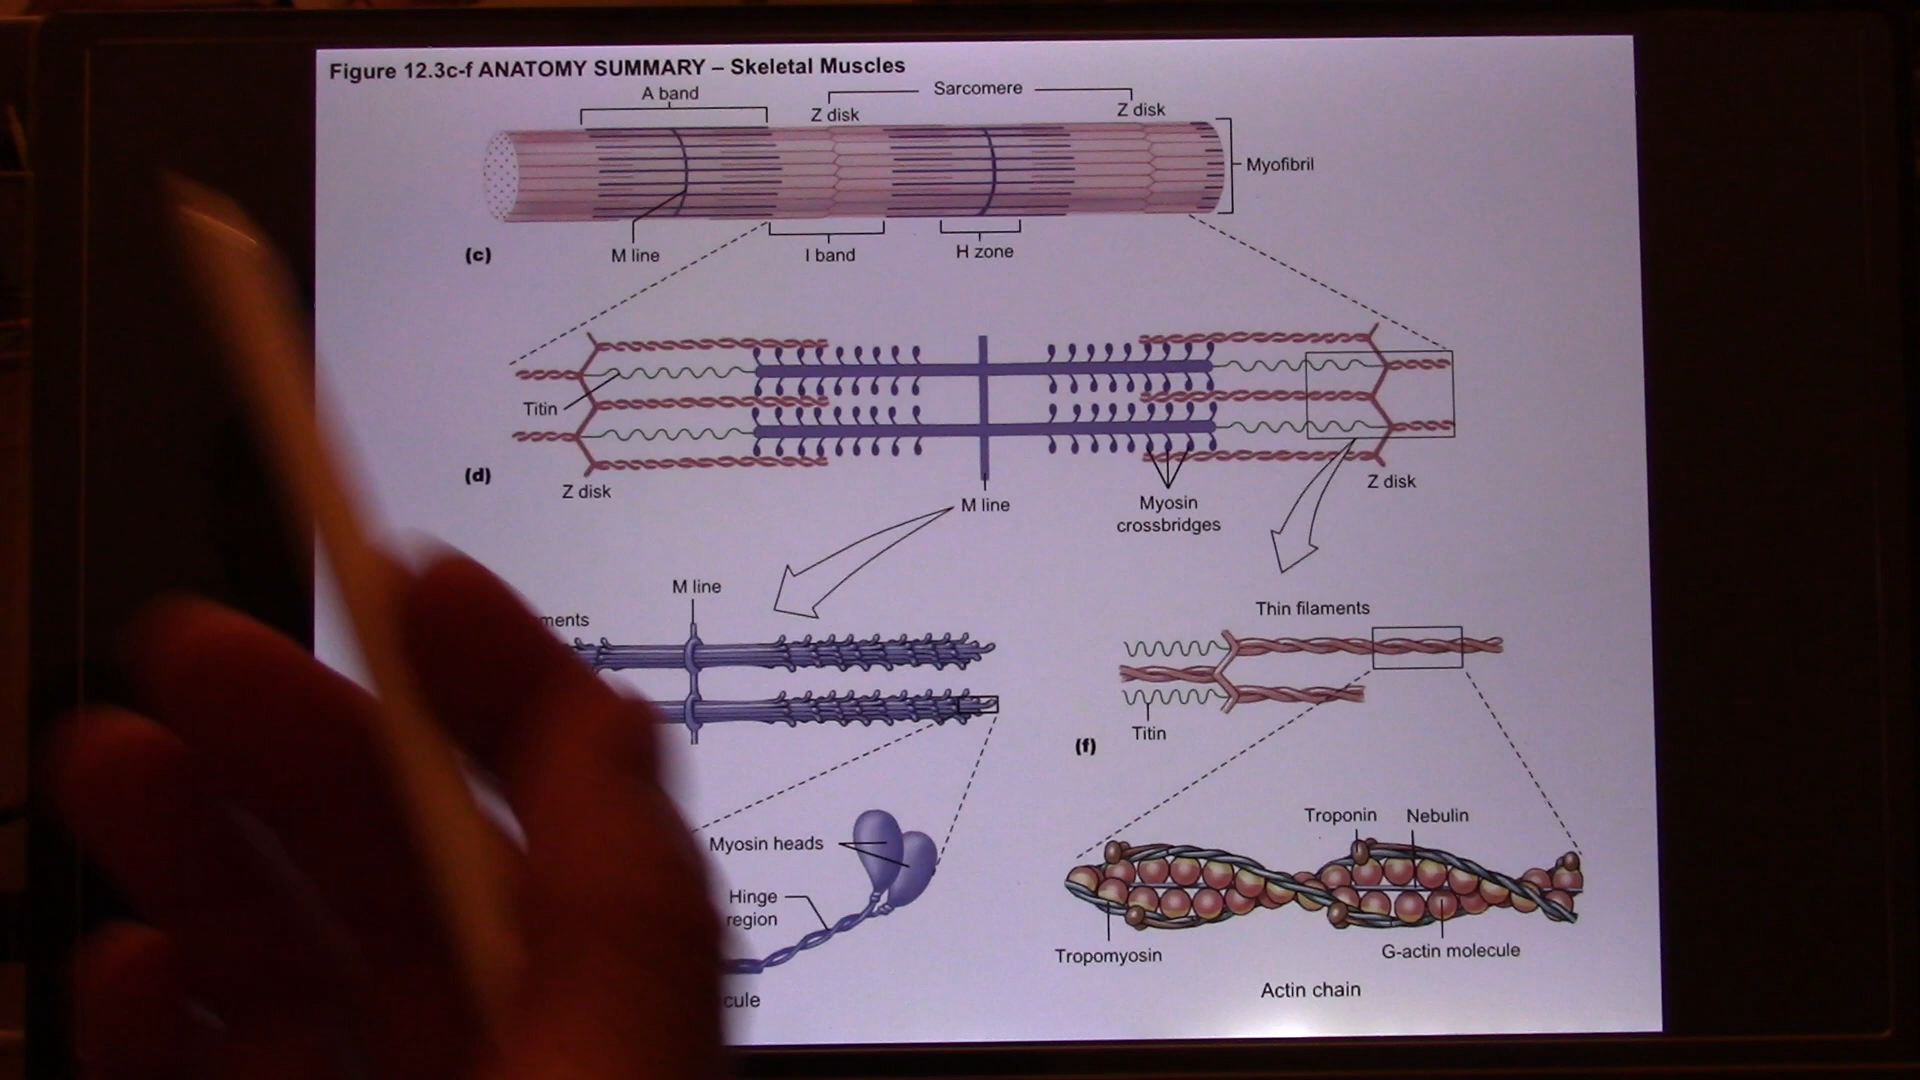 Figure 12.3c-f ANATOMY SUMMARY – Skeletal Muscles
A band
Sarcomere
Z disk
Z disk
Myofibril
M line
I band
H zone
(c)
Titin
(d)
Z disk
M line
Myosin
crossbridges
Z disk
M line
ments
Thin filaments
Titin
(f)
Myosin heads
Hinge
region
cule
Troponin
Nebulin
Tropomyosin
G-actin molecule
Actin chain